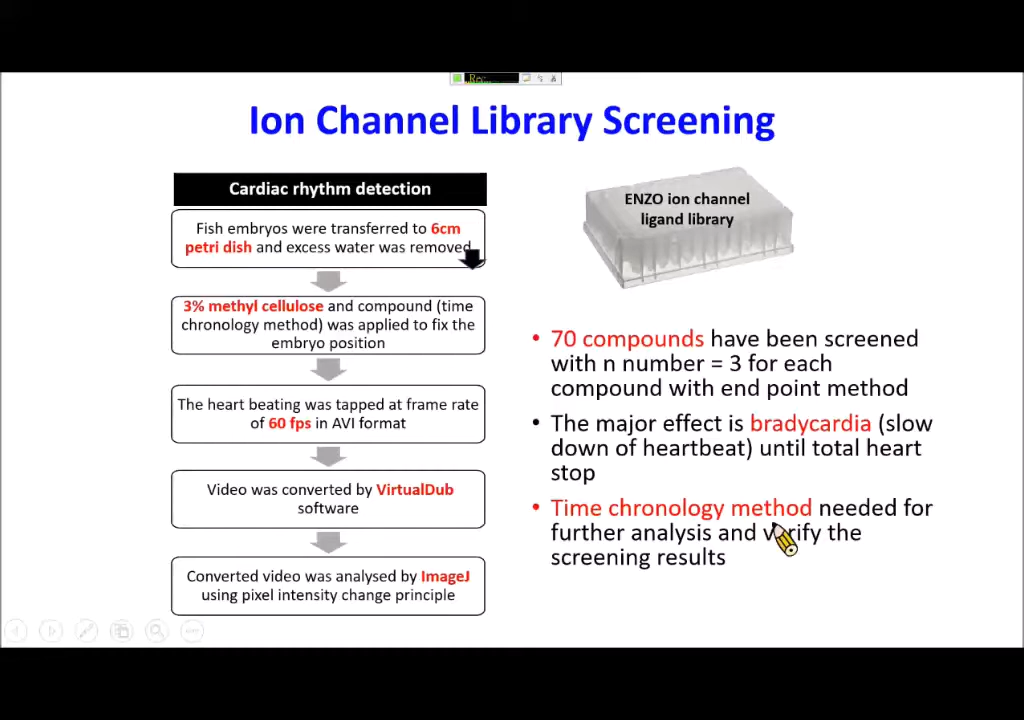 Rec...
Ion Channel Library Screening
Cardiac rhythm detection
Fish embryos were transferred to 6cm
petri dish and excess water was removed
3% methyl cellulose and compound (time
chronology method) was applied to fix the
embryo position
The heart beating was tapped at frame rate
of 60 fps in AVI format
Video was converted by VirtualDub
software
Converted video was analysed by ImageJ
using pixel intensity change principle
ENZO ion channel
ligand library
• 70 compounds have been screened
with n number = 3 for each
compound with end point method
• The major effect is bradycardia (slow
down of heartbeat) until total heart
stop
• Time chronology method needed for
further analysis and verify the
screening results